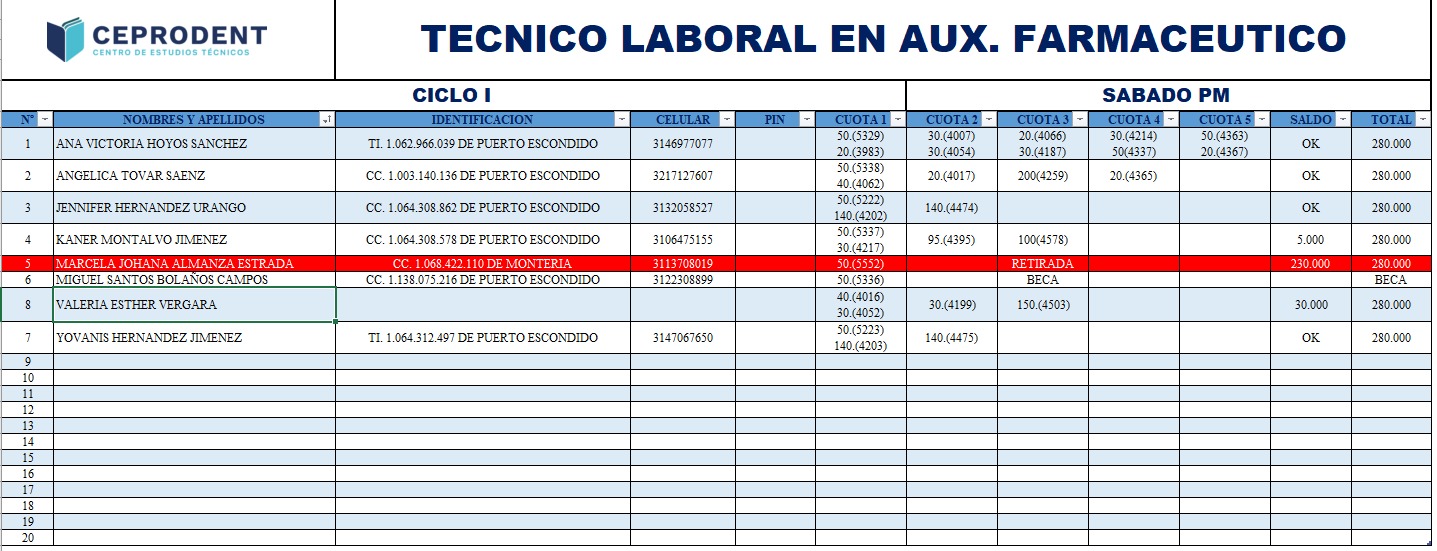 CEPRODENT
CENTRO DE ESTUDIOS TÉCNICOS
TECNICO LABORAL EN AUX. FARMACEUTICO
CICLO I SABADO PM
Nº NOMBRES Y APELLIDOS IDENTIFICACION CELULAR PIN CUOTA 1 CUOTA 2 CUOTA 3 CUOTA 4 CUOTA 5 SALDO TOTAL
50.(5329) 30.(4007) 20.(4066) 30.(4214) 50.(4363)
1 ANA VICTORIA HOYOS SANCHEZ TI. 1.062.966.039 DE PUERTO ESCONDIDO 3146977077 OK 280.000
20.(3983) 30.(4054) 30.(4187) 50(4337) 20.(4367)
50.(5338)
2 ANGELICA TOVAR SAENZ CC. 1.003.140.136 DE PUERTO ESCONDIDO 3217127607 20.(4017) 200(4259) 20.(4365) OK 280.000
40.(4062)
50.(5222)
3 JENNIFER HERNANDEZ URANGO CC. 1.064.308.862 DE PUERTO ESCONDIDO 3132058527 140.(4474) OK 280.000
140.(4202)
50.(5337)
4 KANER MONTALVO JIMENEZ CC. 1.064.308.578 DE PUERTO ESCONDIDO 3106475155 95.(4395) 100(4578) 5.000 280.000
30.(4217)
5 MARCELA JOHANA ALMANZA ESTRADA CC. 1.068.422.110 DE MONTERIA 3113708019 50.(5552) RETIRADA 230.000 280.000
6 MIGUEL SANTOS BOLAÑOS CAMPOS CC. 1.138.075.216 DE PUERTO ESCONDIDO 3122308899 50.(5336) BECA BECA
40.(4016)
8 VALERIA ESTHER VERGARA 30.(4199) 150.(4503) 30.000 280.000
30.(4052)
50.(5223)
7 YOVANIS HERNANDEZ JIMENEZ TI. 1.064.312.497 DE PUERTO ESCONDIDO 3147067650 140.(4475) OK 280.000
140.(4203)
9
10
11
12
13
14
15
16
17
18
19
20